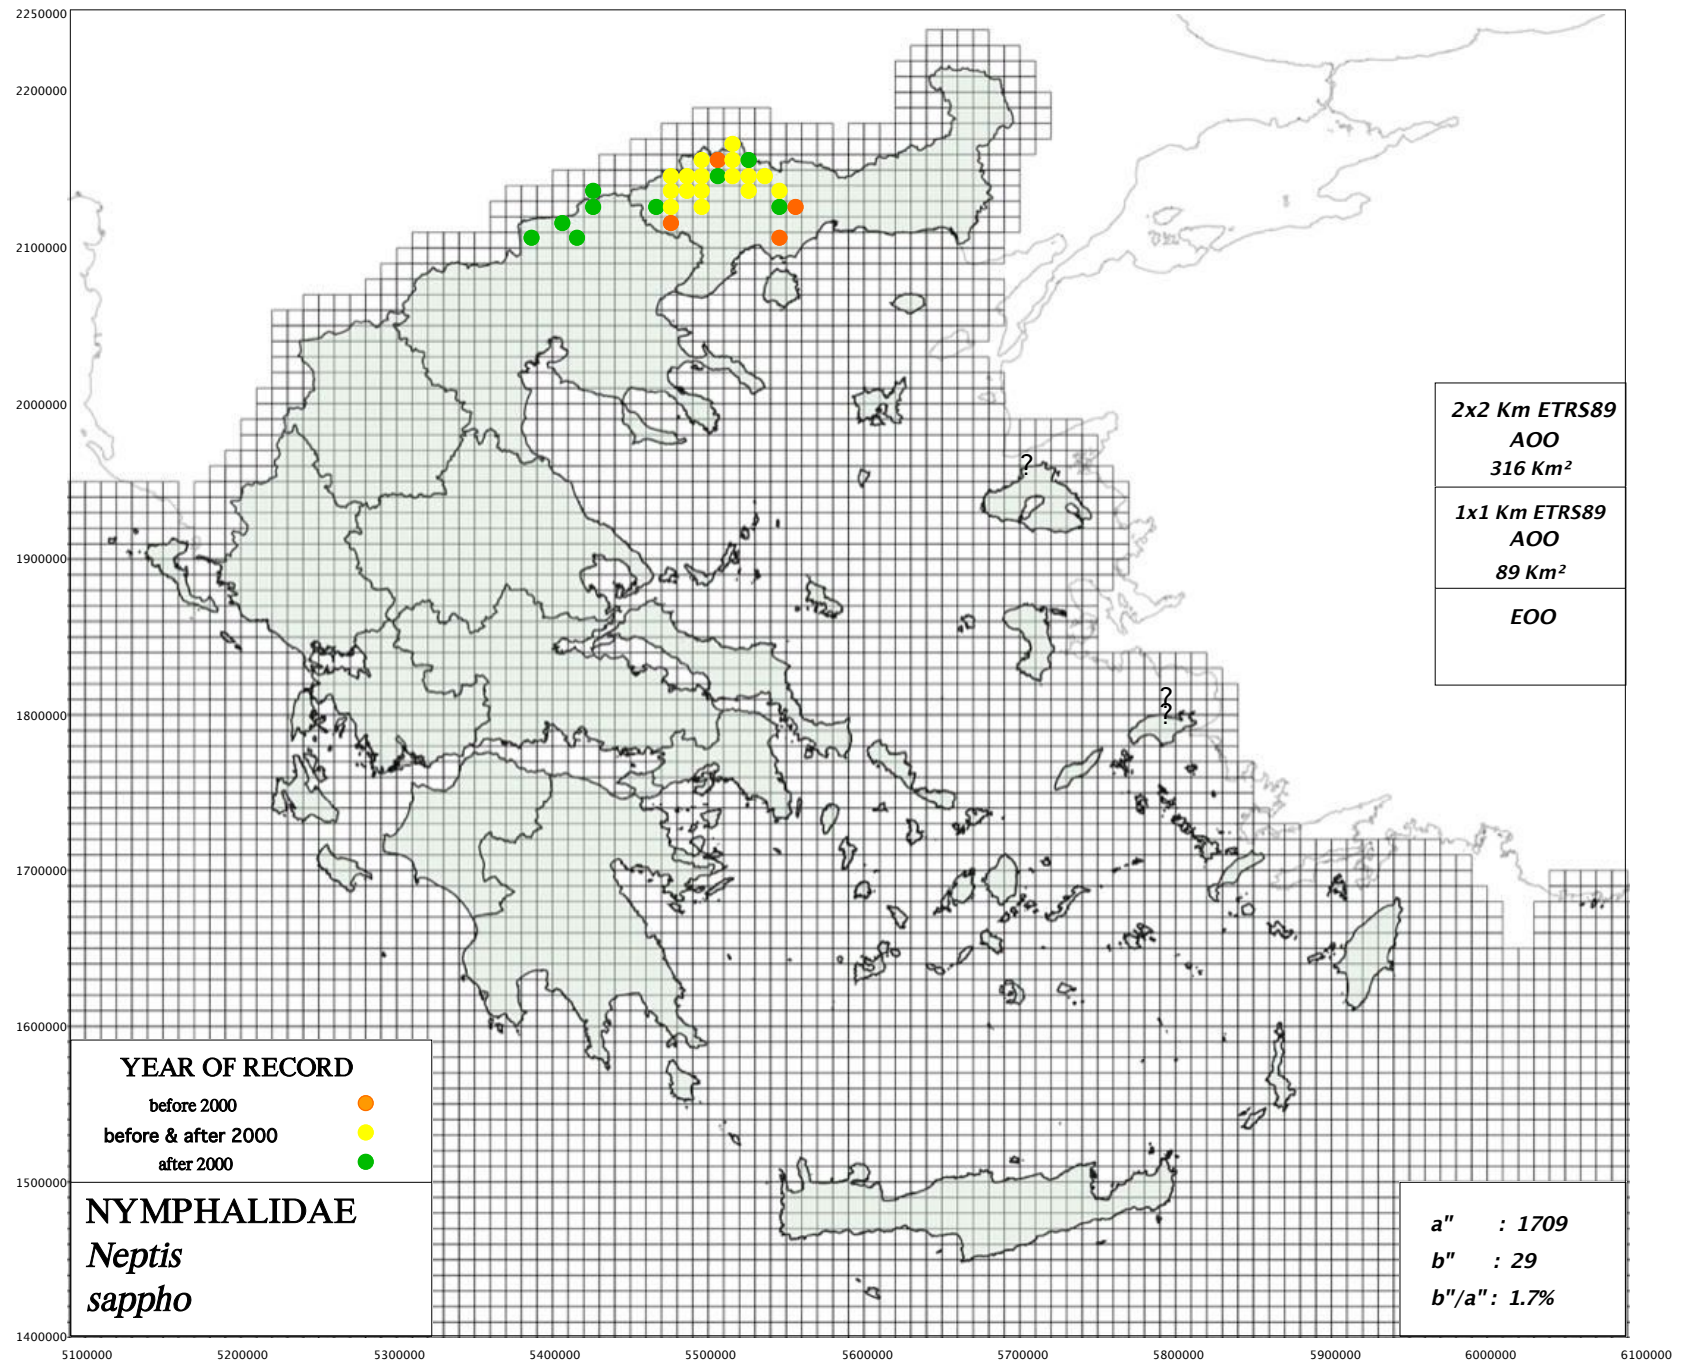 2250000
2200000
2100000
2000000
1900000
1800000
1700000
1600000
1500000
1400000
?
?
?
2x2 Km ETRS89
AOO
316 Km²
1x1 Km ETRS89
AOO
89 Km²
EOO
YEAR OF RECORD
before 2000
before & after 2000
after 2000
NYMPHALIDAE
Neptis
sappho
a" : 1709
b" : 29
b"/a" : 1.7%
5100000 5200000 5300000 5400000 5500000 5600000 5700000 5800000 5900000 6000000 6100000